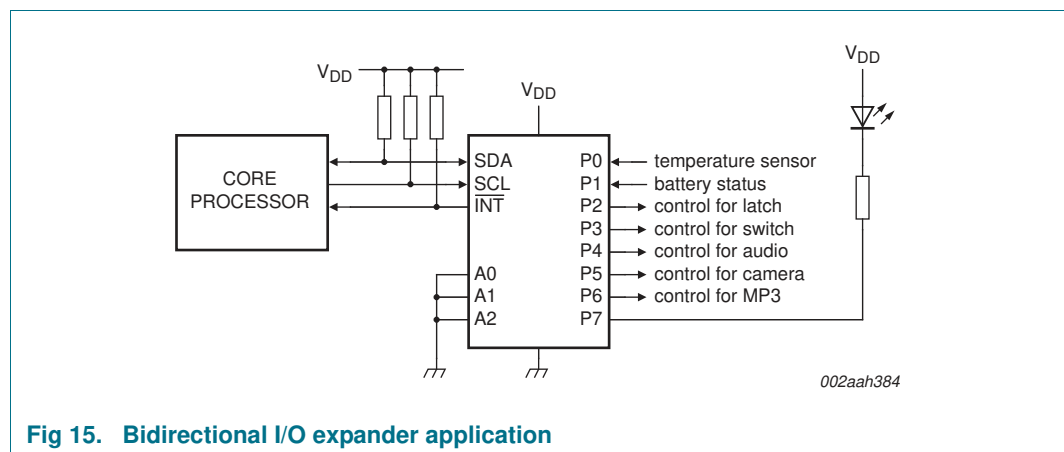 VDD
VDD
VDD
CORE
PROCESSOR
SDA
SCL
INT
A0
A1
A2
P0
P1
P2
P3
P4
P5
P6
P7
temperature sensor
battery status
control for latch
control for switch
control for audio
control for camera
control for MP3
002aah384
Fig 15. Bidirectional I/O expander application